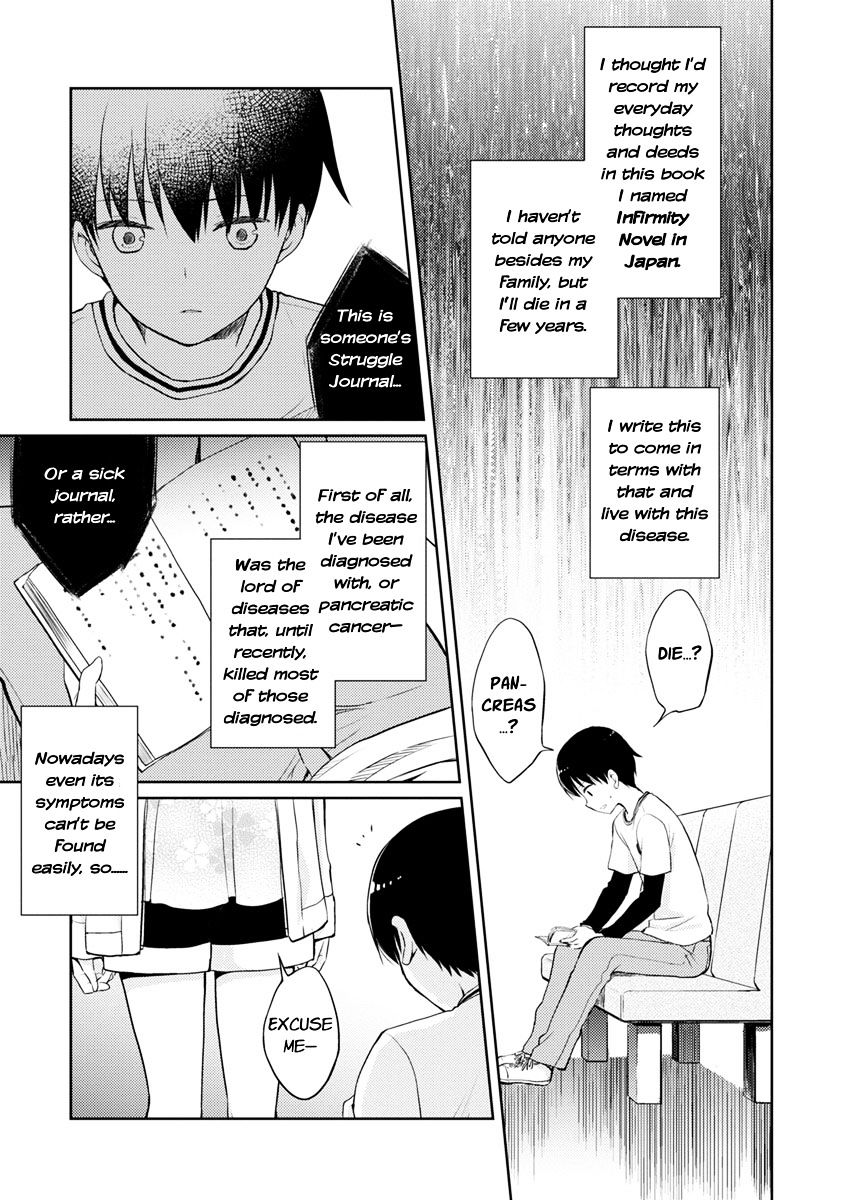 I thought I'd
record my
everyday
thoughts
and deeds
in this book
I named
Infirmity
Novel in
Japan.
I haven't
told anyone
besides my
Family, but
I'll die in a
Few years.
I write this
to come in
terms with
that and
live with this
disease.
DIE...?
PAN-
CREAS
...?
This is
someone's
Struggle
Journal...
First of all,
the disease
I've been
diagnosed
with, or
pancreatic
cancer—
Was the
lord of
diseases
that, until
recently,
killed most
of those
diagnosed.
Or a sick
journal,
rather...
Nowadays
even its
symptoms
can't be
Found
easily, so......
EXCUSE
ME—